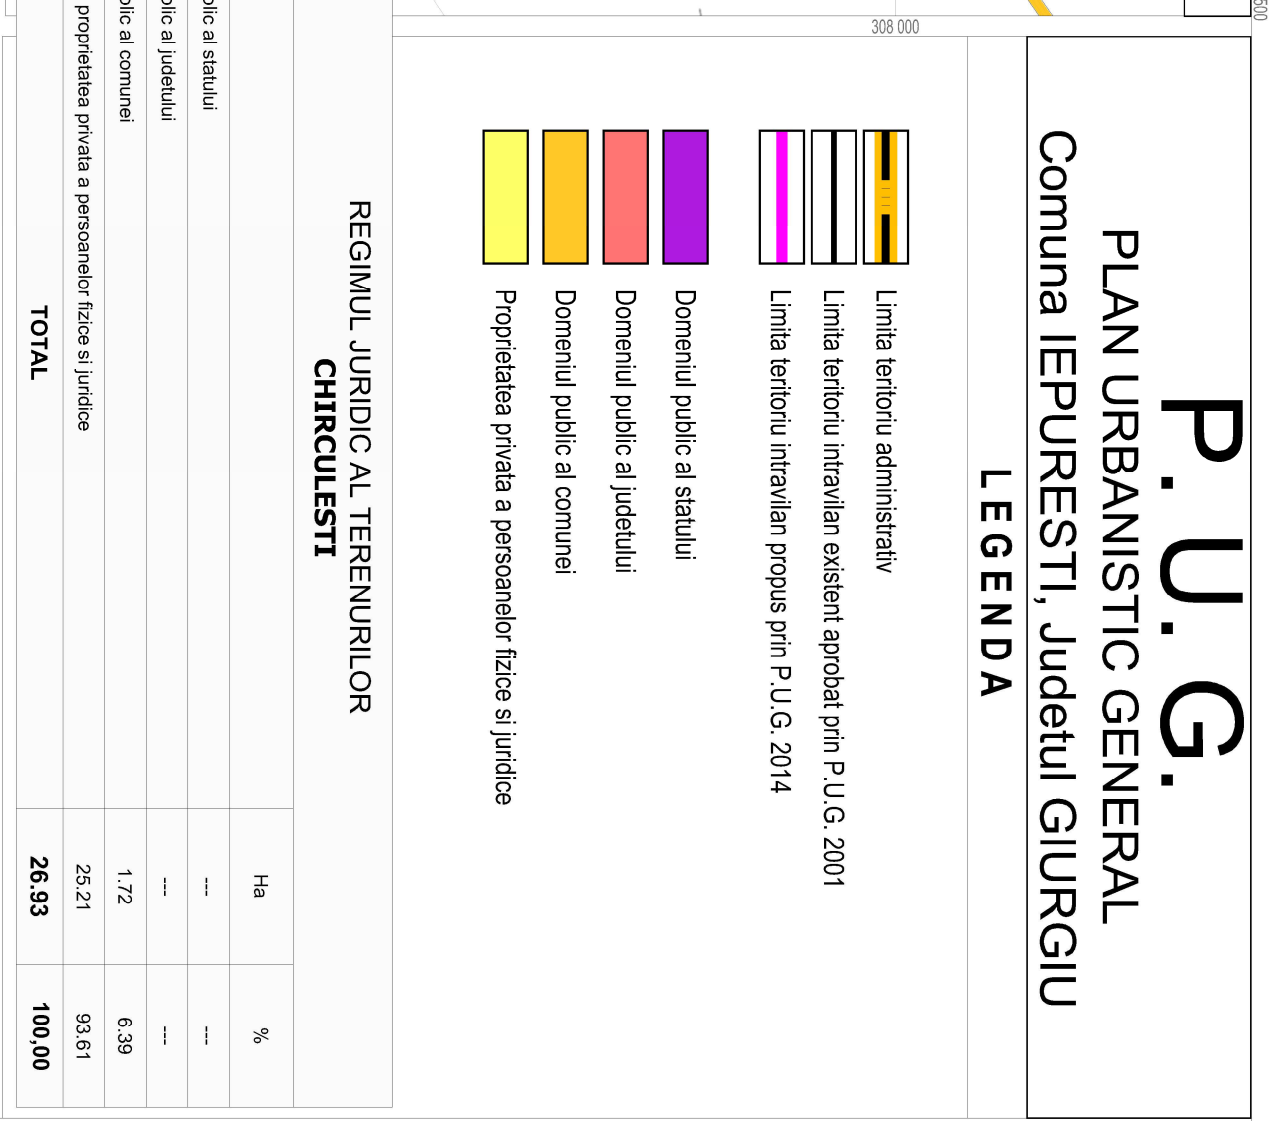 P. U. G.
PLAN URBANISTIC GENERAL
Comuna IEPURESTI, Judetul GIURGIU
LEGENDA
Limita teritoriu administrativ
Limita teritoriu intravilan existent aprobat prin P.U.G. 2001
Limita teritoriu intravilan propus prin P.U.G. 2014
Domeniul public al statului
Domeniul public al judetului
Domeniul public al comunei
Proprietatea privata a persoanelor fizice si juridice
308 000
500
REGIMUL JURIDIC AL TERENURILOR
CHIRCULESTI
Ha %
blic al statului --- ---
blic al judetului --- ---
blic al comunei 1.72 6.39
proprietatea privata a persoanelor fizice si juridice 25.21 93.61
TOTAL 26.93 100,00